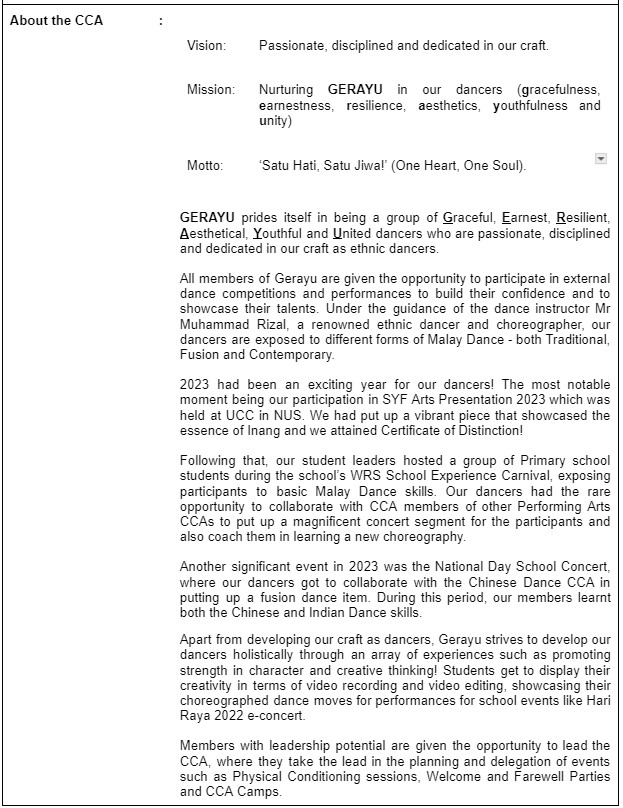 About the CCA :
Vision: Passionate, disciplined and dedicated in our craft.
Mission: Nurturing GERAYU in our dancers (gracefulness,
earnestness, resilience, aesthetics, youthfulness and
unity)
Motto: ‘Satu Hati, Satu Jiwa!’ (One Heart, One Soul).
GERAYU prides itself in being a group of Graceful, Earnest, Resilient,
Aesthetical, Youthful and United dancers who are passionate, disciplined
and dedicated in our craft as ethnic dancers.
All members of Gerayu are given the opportunity to participate in external
dance competitions and performances to build their confidence and to
showcase their talents. Under the guidance of the dance instructor Mr
Muhammad Rizal, a renowned ethnic dancer and choreographer, our
dancers are exposed to different forms of Malay Dance - both Traditional,
Fusion and Contemporary.
2023 had been an exciting year for our dancers! The most notable
moment being our participation in SYF Arts Presentation 2023 which was
held at UCC in NUS. We had put up a vibrant piece that showcased the
essence of Inang and we attained Certificate of Distinction!
Following that, our student leaders hosted a group of Primary school
students during the school’s WRS School Experience Carnival, exposing
participants to basic Malay Dance skills. Our dancers had the rare
opportunity to collaborate with CCA members of other Performing Arts
CCAs to put up a magnificent concert segment for the participants and
also coach them in learning a new choreography.
Another significant event in 2023 was the National Day School Concert,
where our dancers got to collaborate with the Chinese Dance CCA in
putting up a fusion dance item. During this period, our members learnt
both the Chinese and Indian Dance skills.
Apart from developing our craft as dancers, Gerayu strives to develop our
dancers holistically through an array of experiences such as promoting
strength in character and creative thinking! Students get to display their
creativity in terms of video recording and video editing, showcasing their
choreographed dance moves for performances for school events like Hari
Raya 2022 e-concert.
Members with leadership potential are given the opportunity to lead the
CCA, where they take the lead in the planning and delegation of events
such as Physical Conditioning sessions, Welcome and Farewell Parties
and CCA Camps.